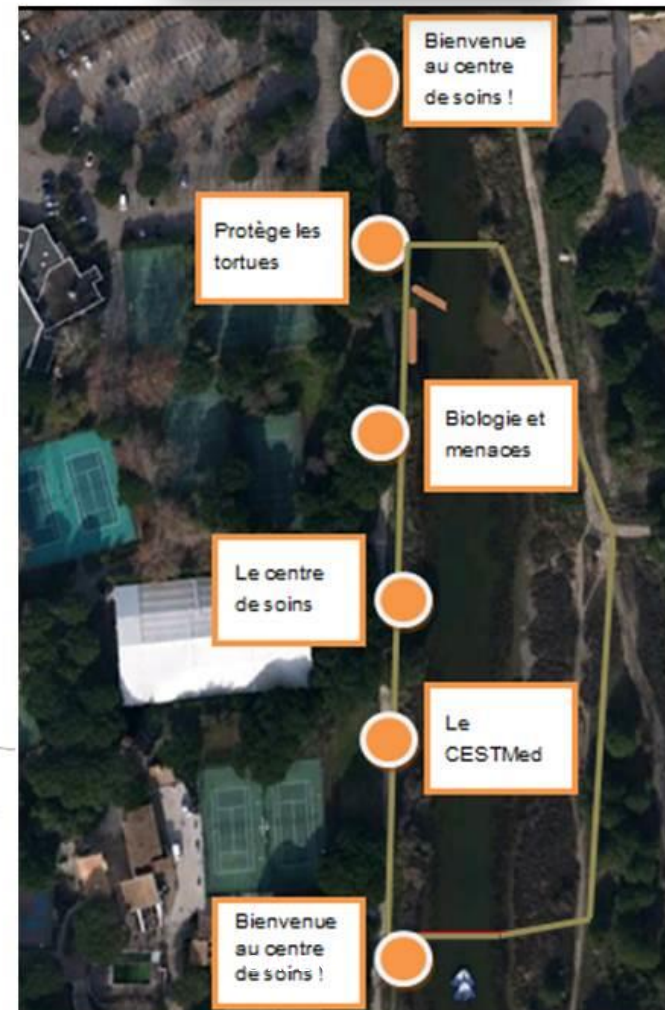 Bienvenue
au centre
de soins !
Protège les
tortues
Biologie et
menaces
Le centre
de soins
Le
CESTMed
Bienvenue
au centre
de soins !